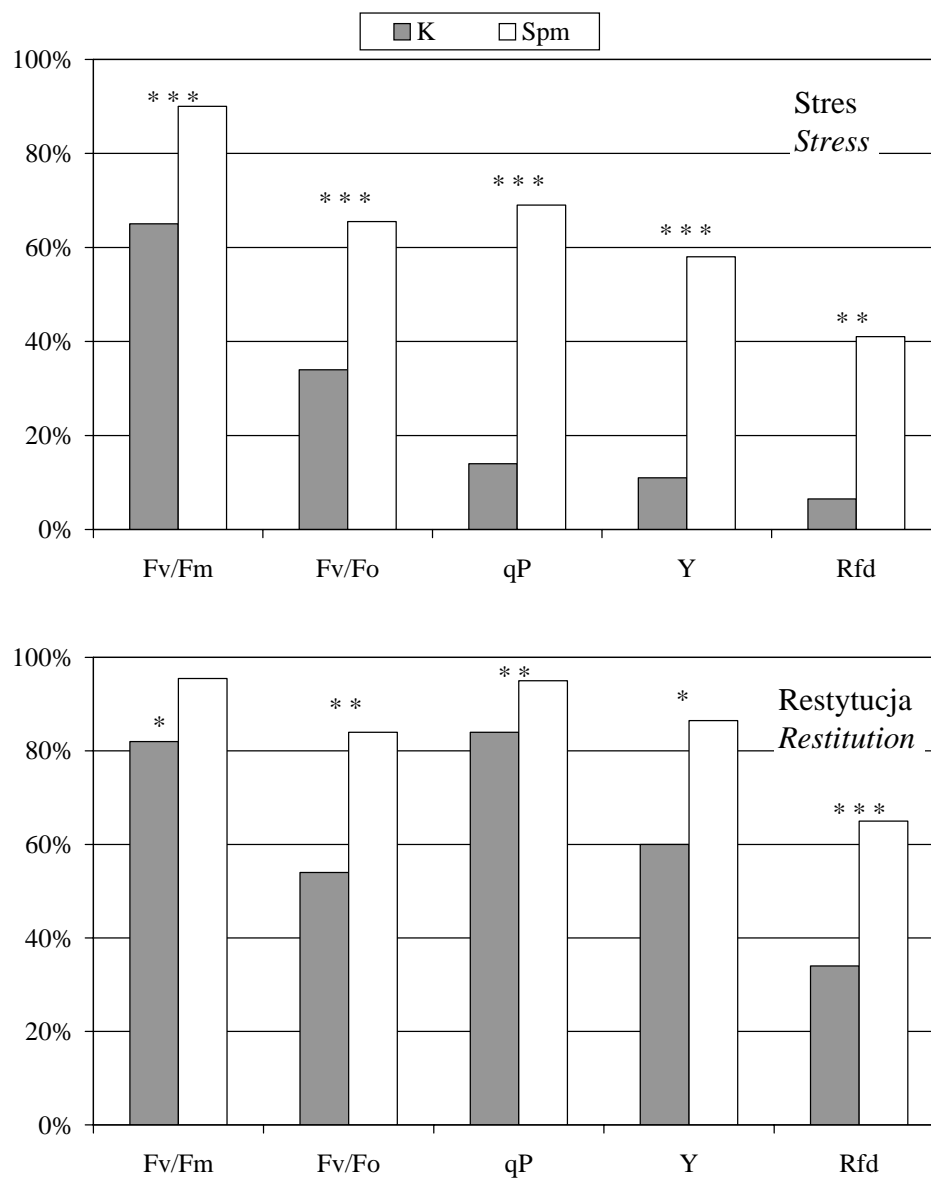 K Spm
100%
* * *
Stres
Stress
80%
* * *
* * *
* * *
60%
* *
40%
20%
0%
Fv/Fm Fv/Fo qP Y Rfd
100%
* *
*
* *
Restytucja
*
Restitution
80%
* * *
60%
40%
20%
0%
Fv/Fm Fv/Fo qP Y Rfd